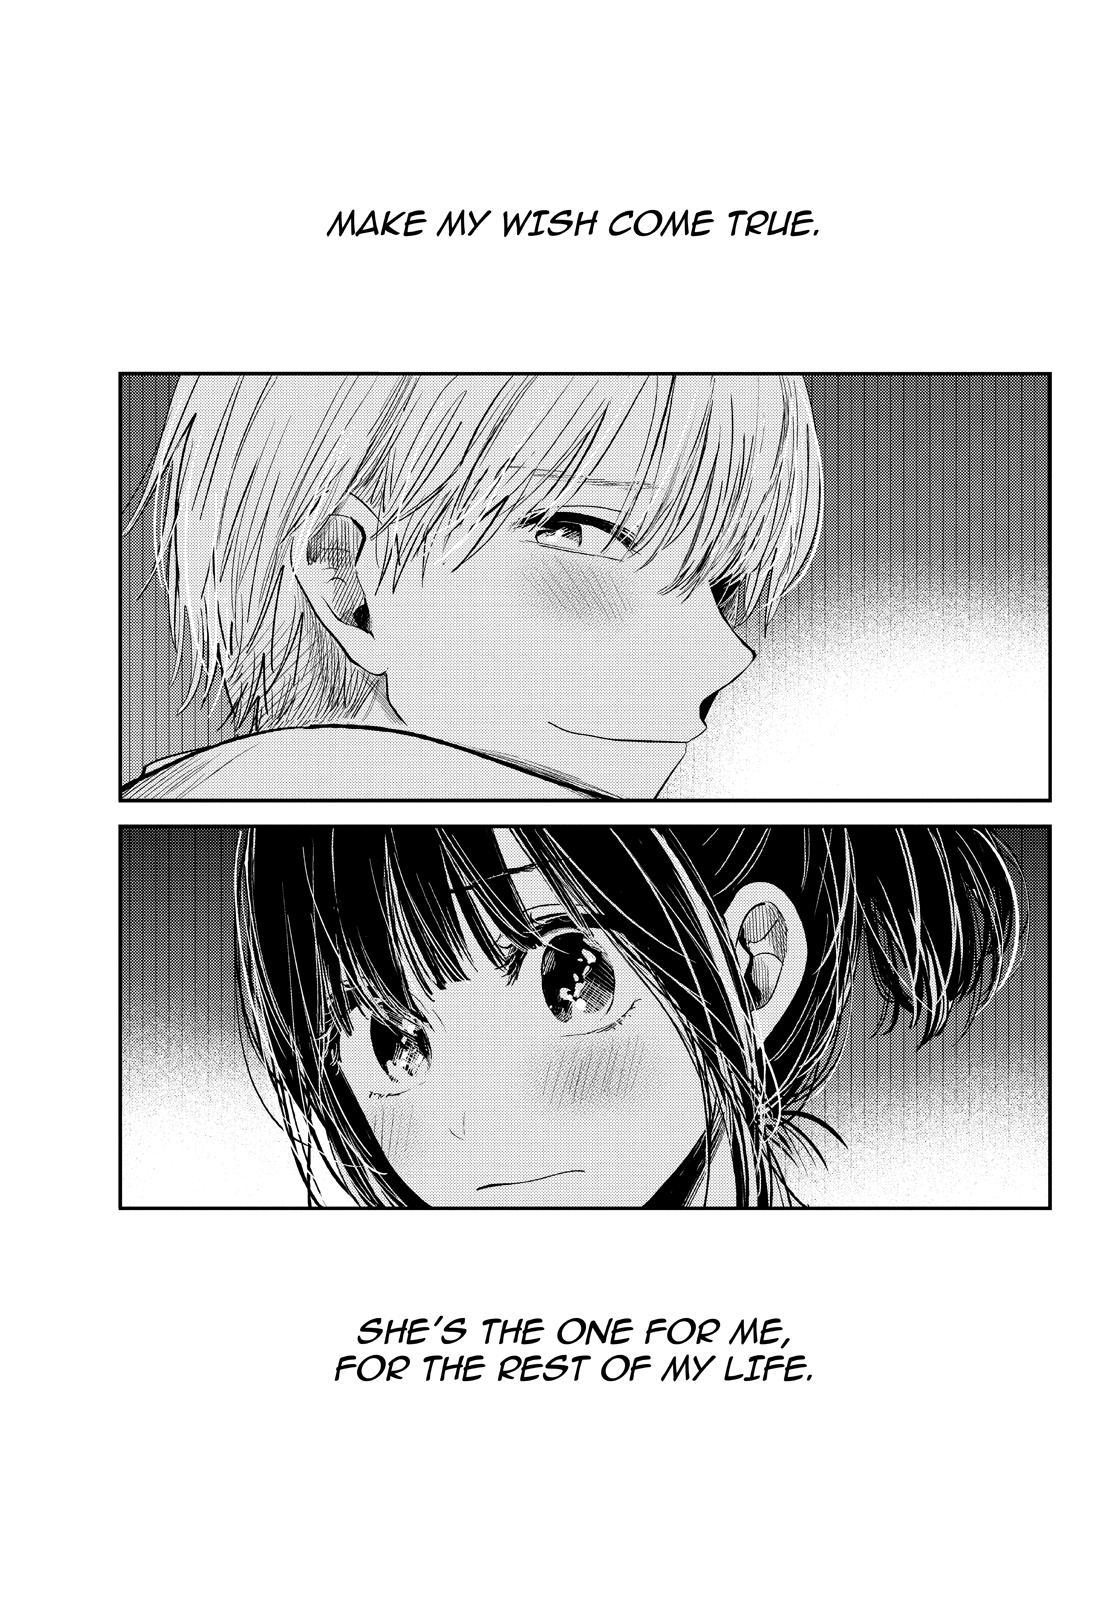 MAKE MY WISH COME TRUE.
SHE'S THE ONE FOR ME,
FOR THE REST OF MY LIFE.